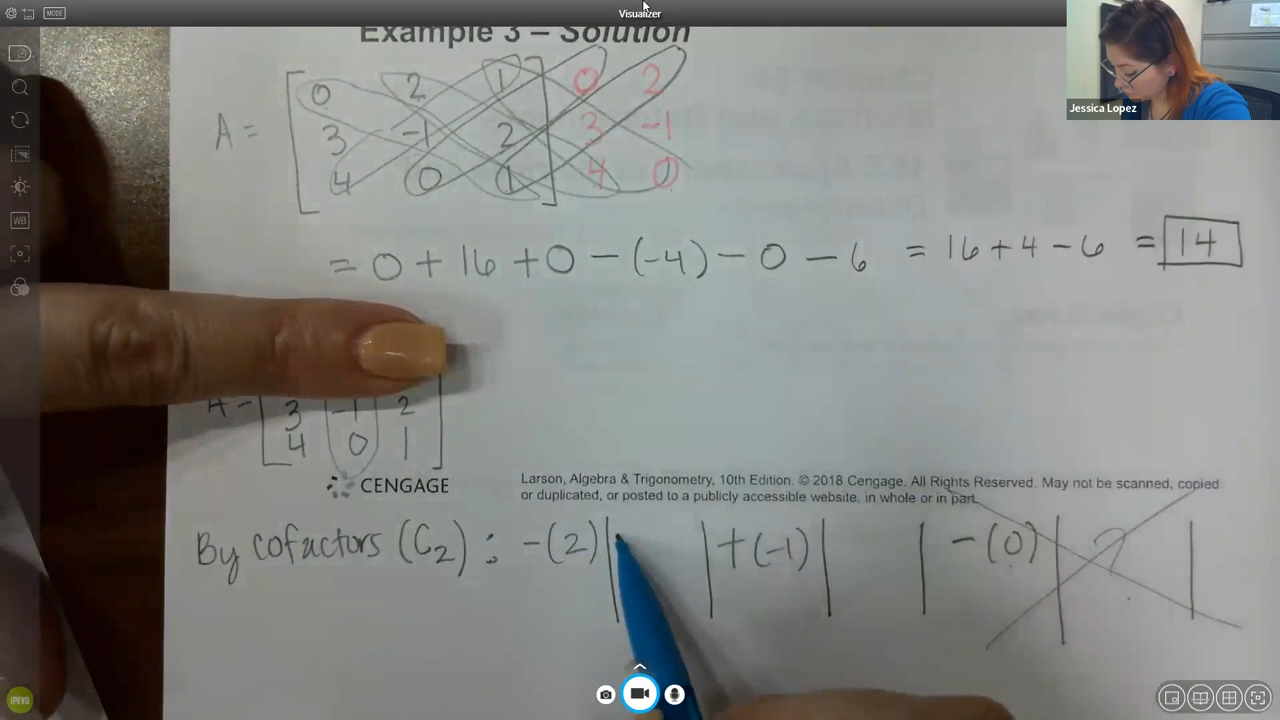 MODE
Visualizer
Example 3 – Solution
Jessica Lopez
0 2 1 0 2
A = 3 -1 2 3 -1
4 0 1 4 0
WB
= 0 + 16 + 0 - (-4) - 0 - 6 = 16 + 4 - 6 = 14
3 -1 2
4 0 1
CENGAGE
Larson, Algebra & Trigonometry, 10th Edition. © 2018 Cengage. All Rights Reserved. May not be scanned, copied
or duplicated, or posted to a publicly accessible website, in whole or in part.
By cofactors (C₂) : -(2)| | +(-1)| | -(0)| ? |
IPEVO